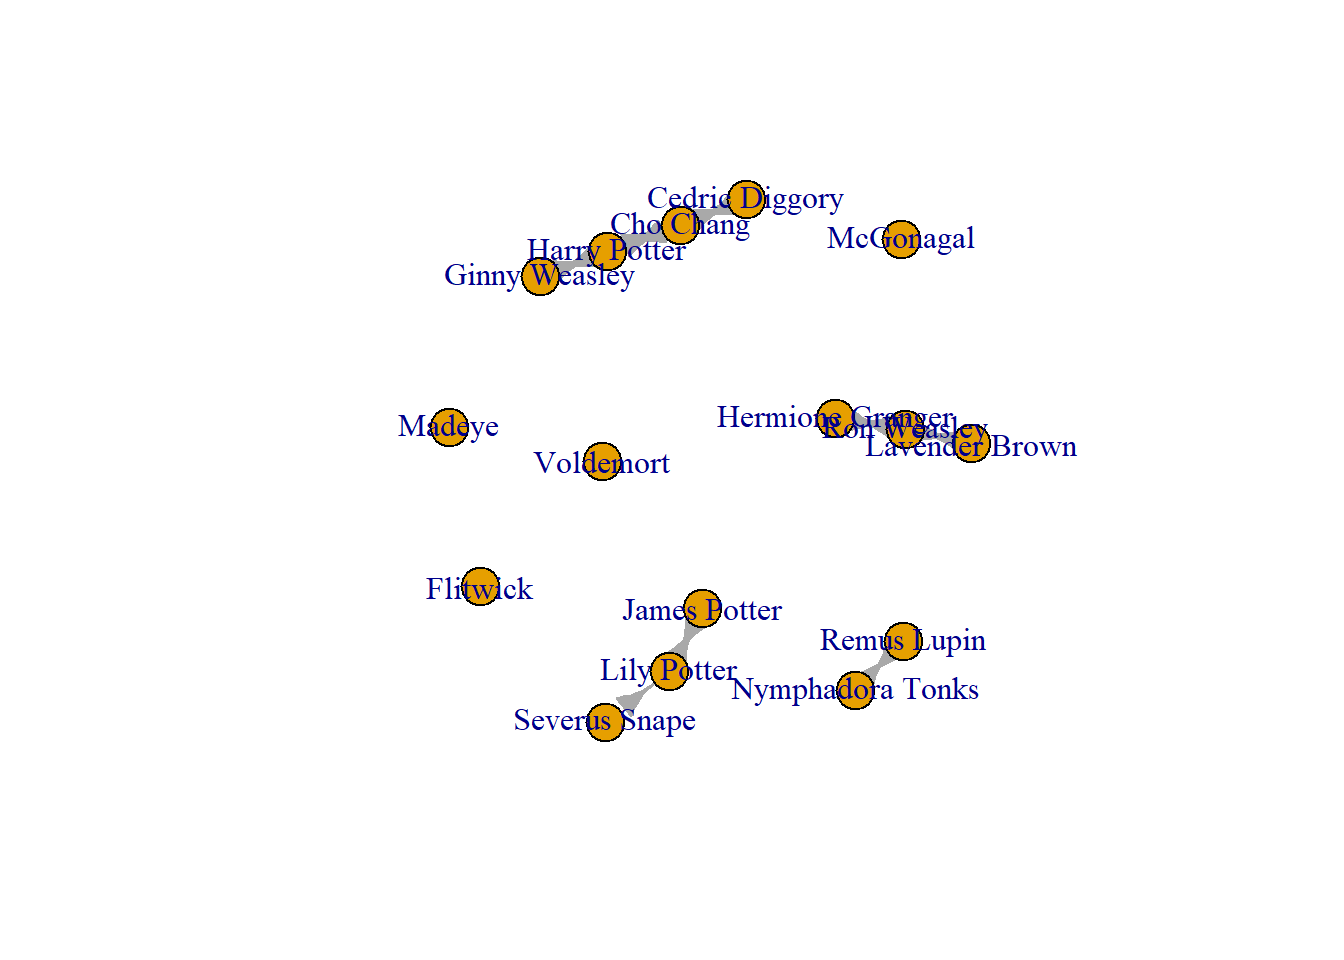 Cedric Diggory
Cho Chang
McGonagal
Harry Potter
Ginny Weasley
Hermione Granger
Madeye
Ron Weasley
Lavender Brown
Voldemort
Flitwick
James Potter
Remus Lupin
Lily Potter
Nymphadora Tonks
Severus Snape